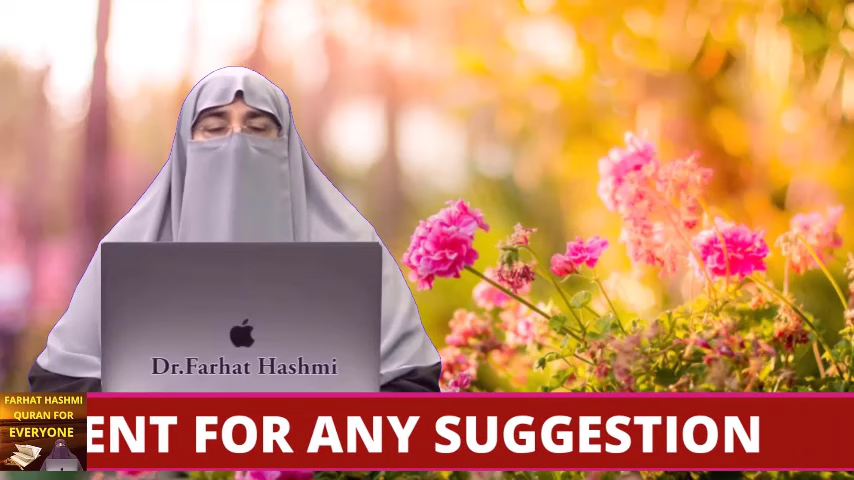 Dr.Farhat Hashmi
FARHAT HASHMI
QURAN FOR
EVERYONE
ENT FOR ANY SUGGESTION